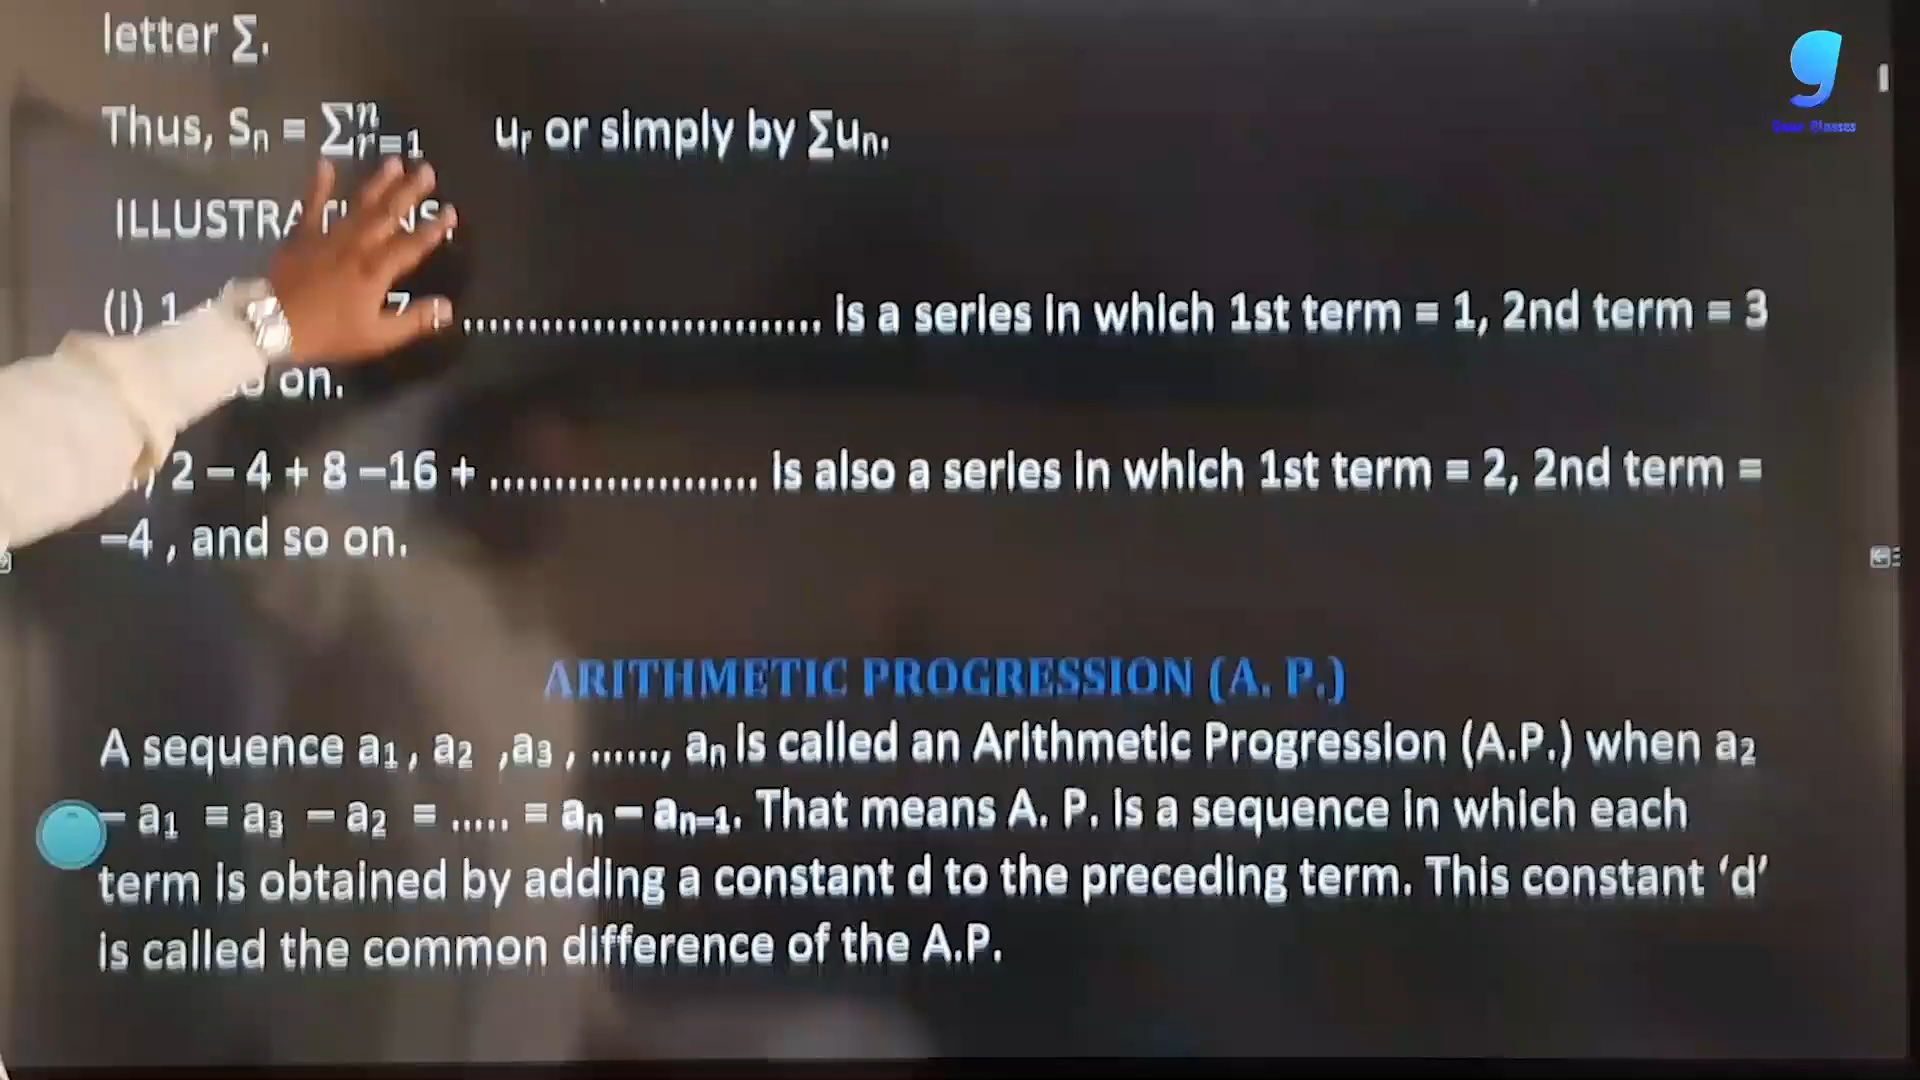 letter Σ.
Thus, Sn = Σnr=1 ur or simply by Σun.
(i) 1 7 + ........................... is a series in which 1st term = 1, 2nd term = 3
so on.
2 – 4 + 8 –16 + ..................... is also a series in which 1st term = 2, 2nd term =
–4 , and so on.
ARITHMETIC PROGRESSION (A. P.)
A sequence a1 , a2 ,a3 , ......, an is called an Arithmetic Progression (A.P.) when a2
– a1 = a3 – a2 = ..... = an – an–1. That means A. P. is a sequence in which each
term is obtained by adding a constant d to the preceding term. This constant ‘d’
is called the common difference of the A.P.